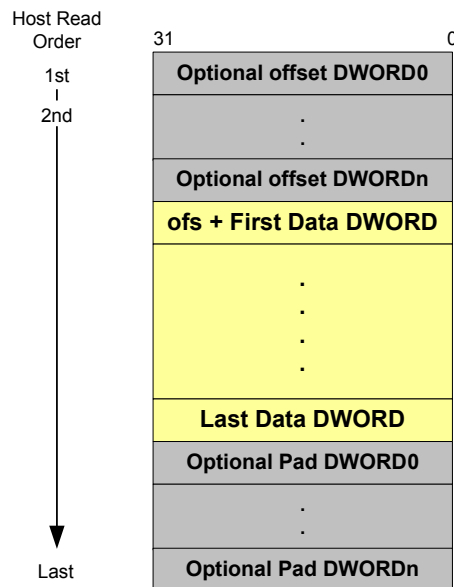 Host Read
Order
31
0
1st
2nd
Last
Optional offset DWORD0
.
.
Optional offset DWORDn
ofs + First Data DWORD
.
.
.
.
Last Data DWORD
Optional Pad DWORD0
.
.
Optional Pad DWORDn